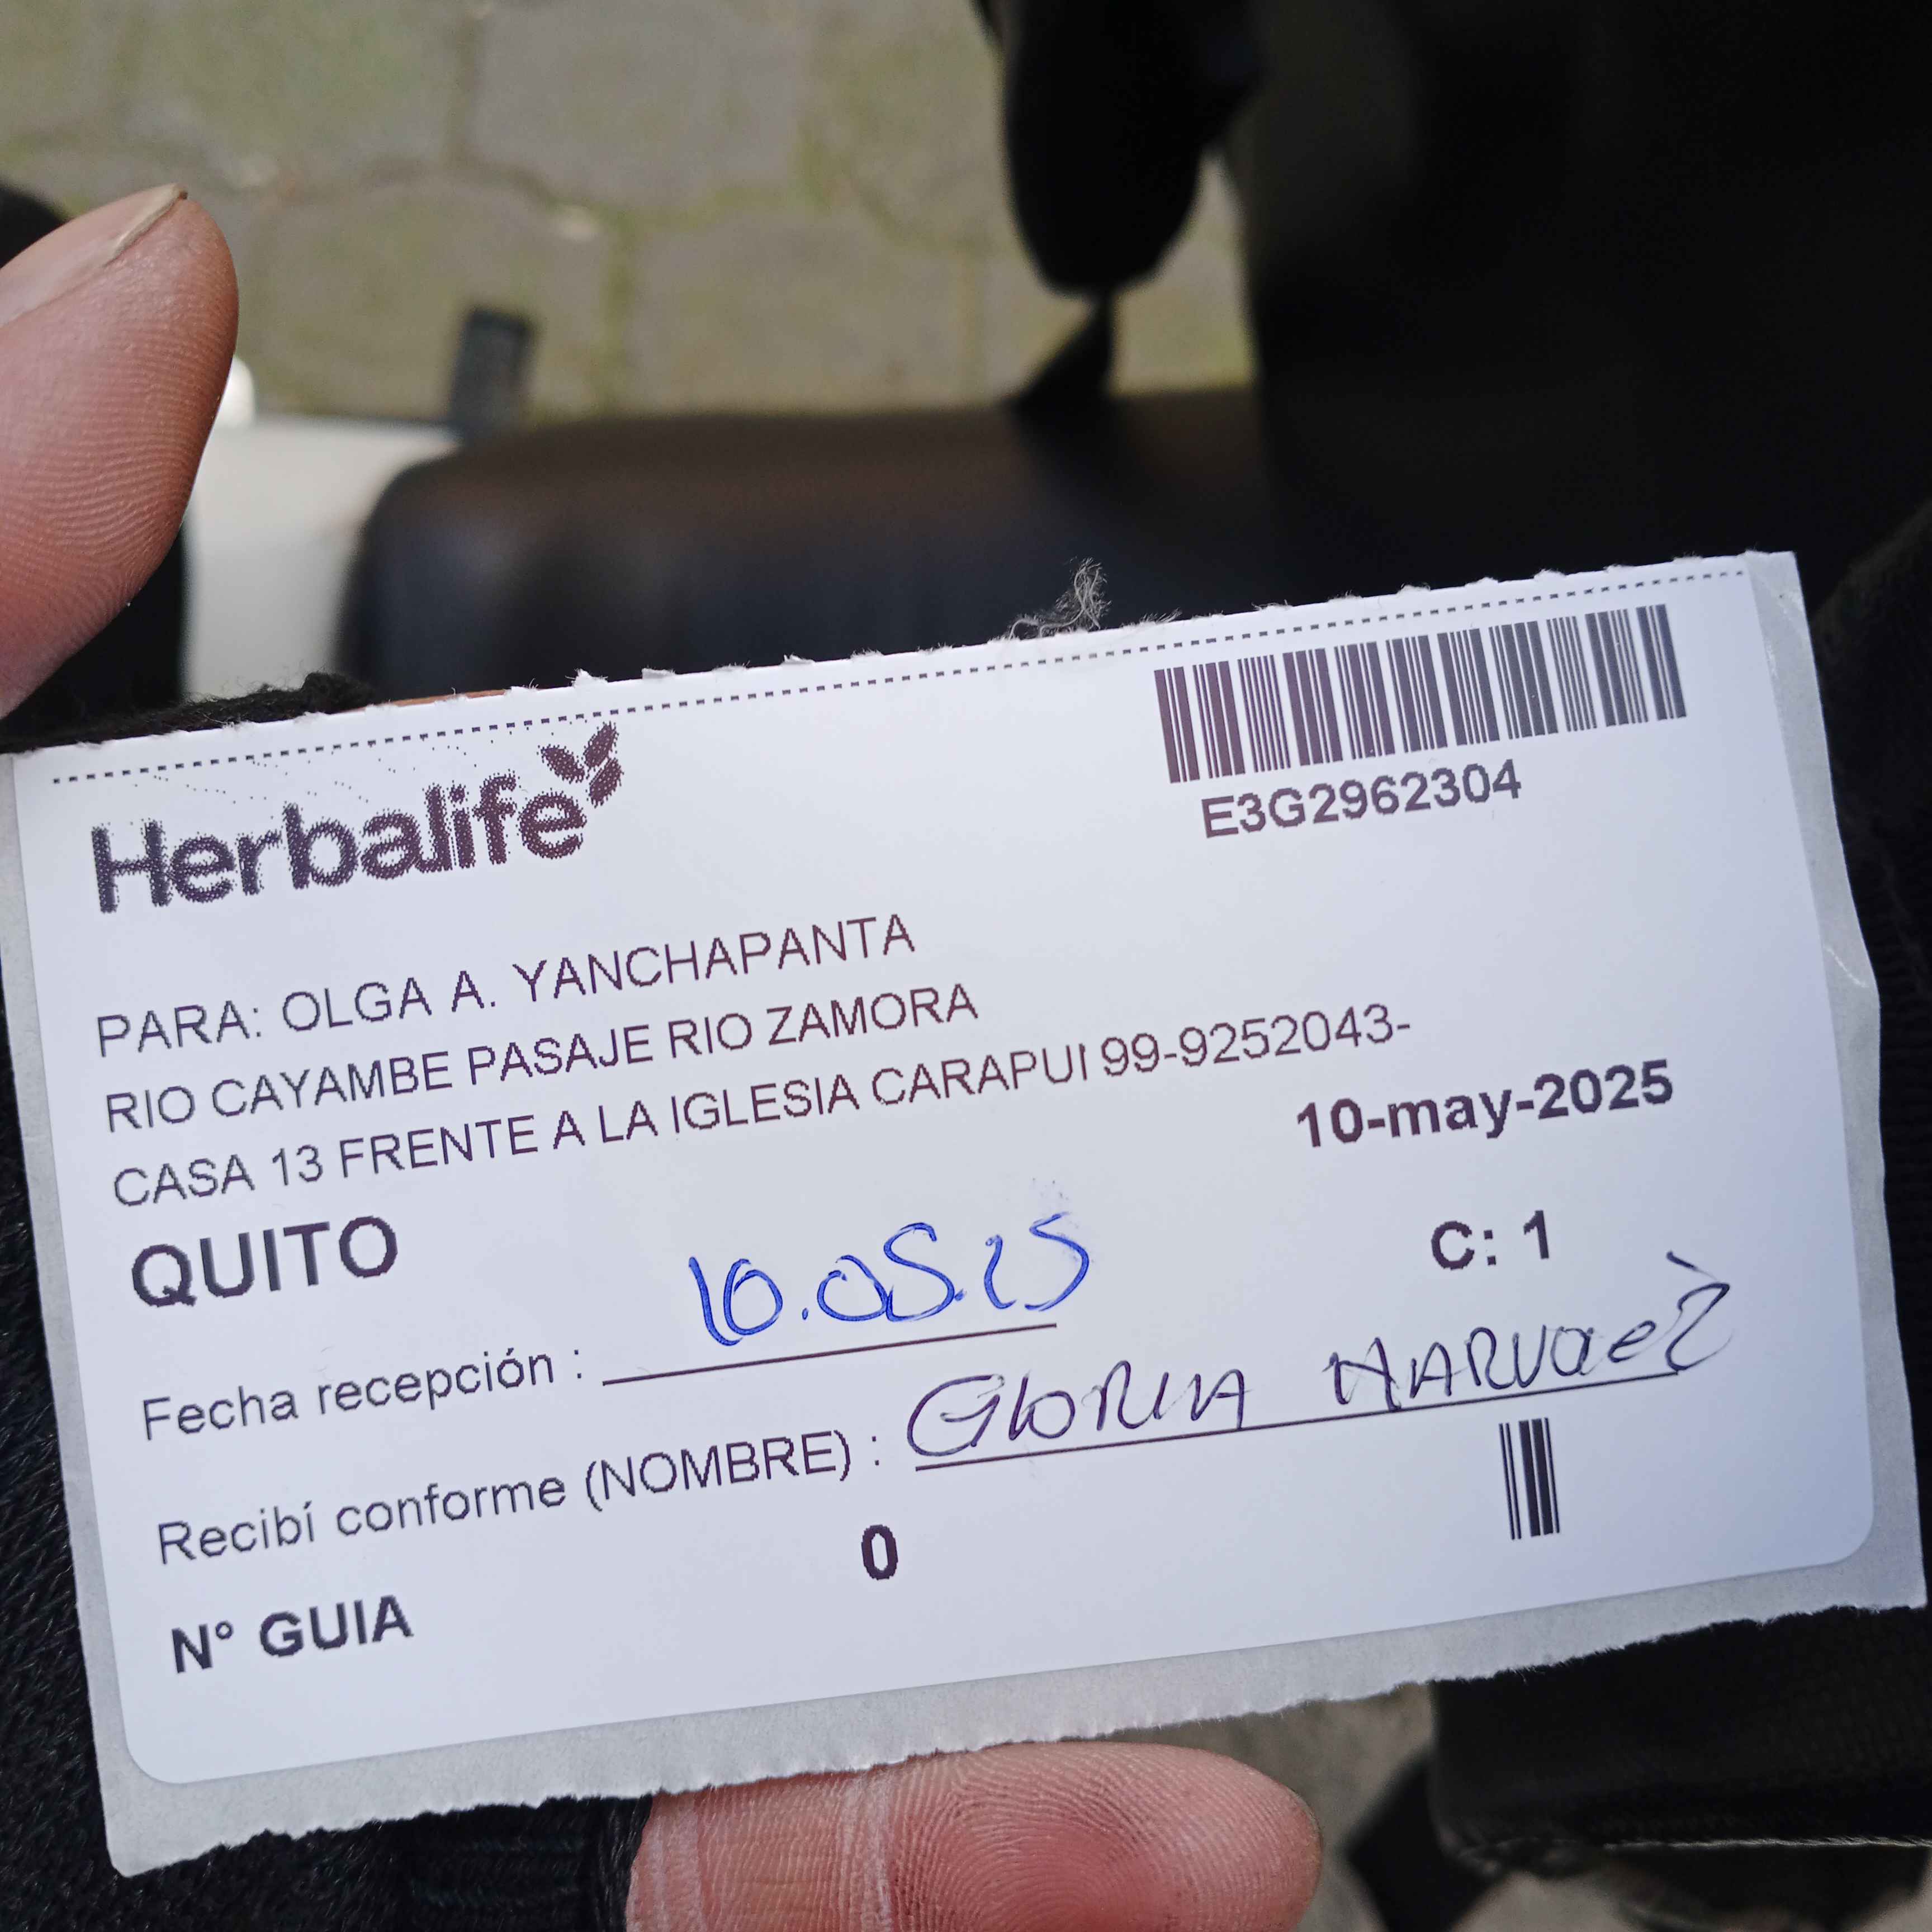 Herbalife
E3G2962304
PARA: OLGA A. YANCHAPANTA
RIO CAYAMBE PASAJE RIO ZAMORA
CASA 13 FRENTE A LA IGLESIA CARAPUI 99-9252043-
10-may-2025
QUITO
C: 1
Fecha recepción : 10.05.25
Recibí conforme (NOMBRE) : GLORIA NARVaeZ
N° GUIA 0